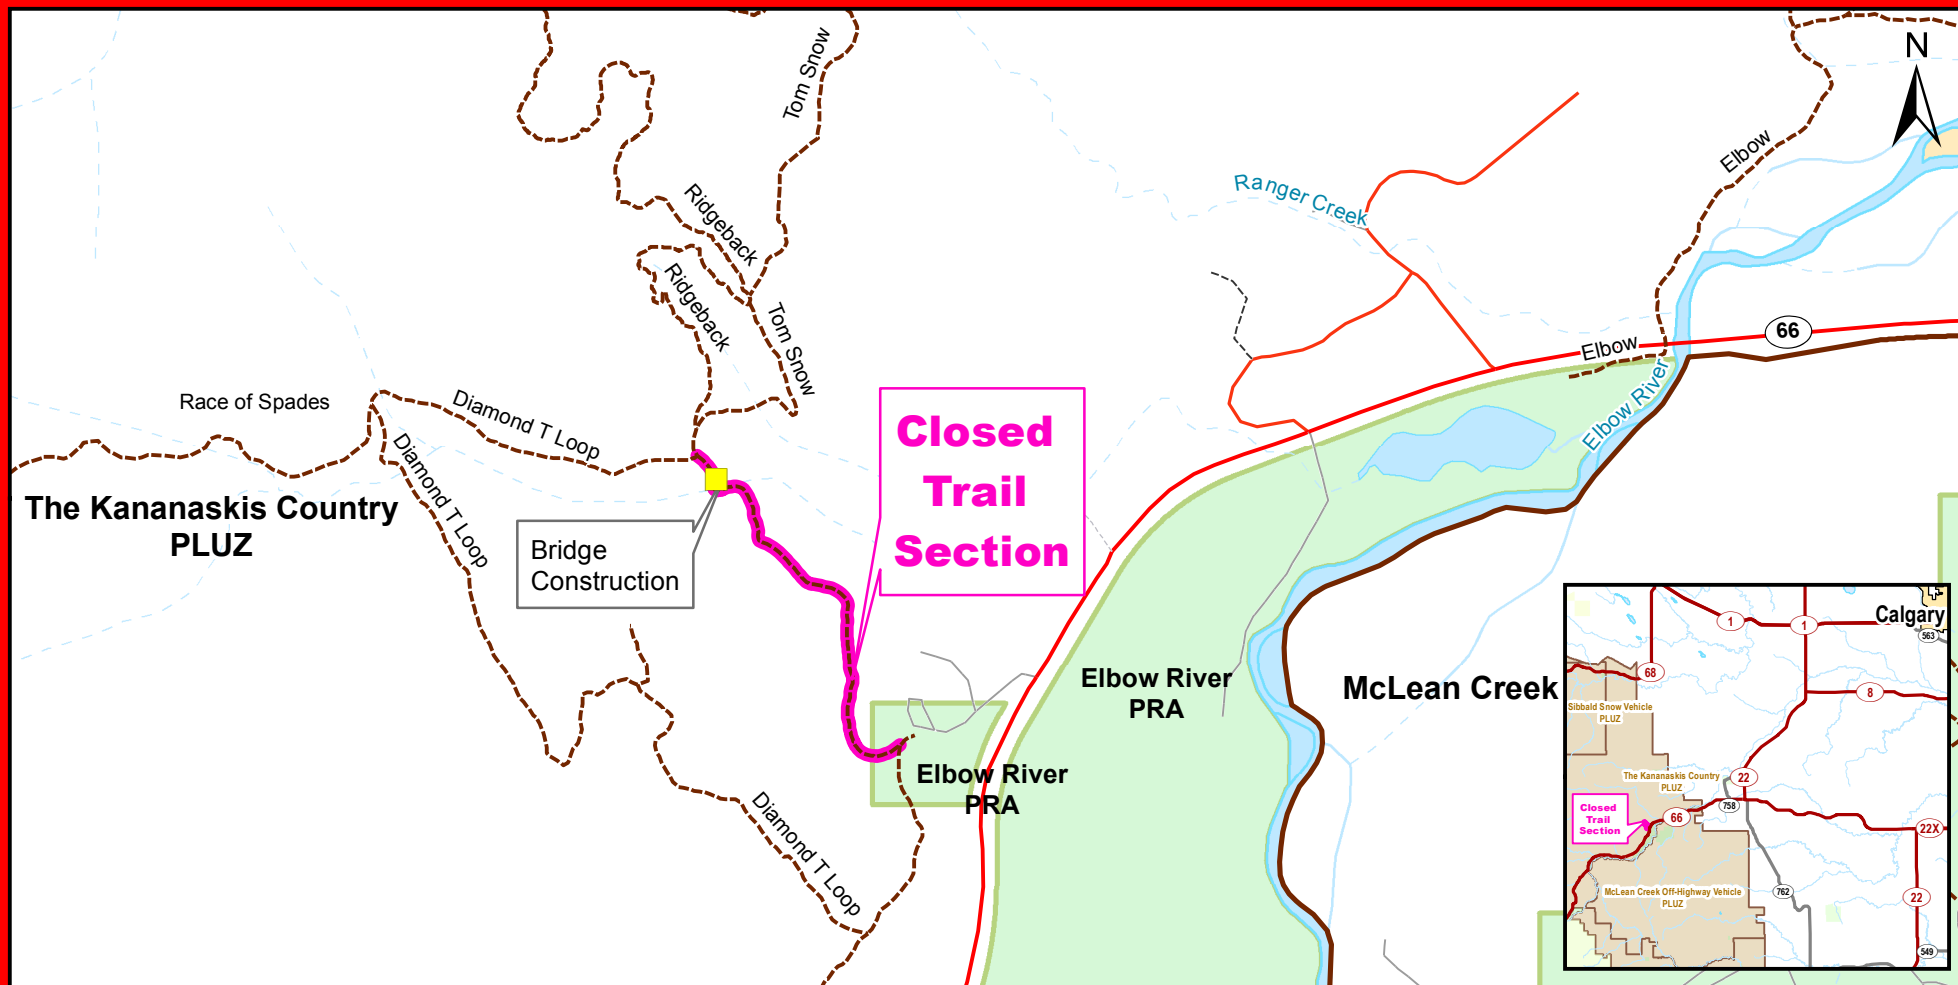 Tom Snow
N
Elbow
Ranger Creek
Ridgeback
Ridgeback
Tom Snow
66
Elbow
Elbow River
Race of Spades
Diamond T Loop
Diamond T Loop
Closed
Trail
Section
The Kananaskis Country
PLUZ
Bridge
Construction
Elbow River
PRA
McLean Creek
Elbow River
PRA
Diamond T Loop
Calgary
1
1
563
68
8
Sibbald Snow Vehicle
PLUZ
The Kananaskis Country
PLUZ
22
758
Closed
Trail
Section
66
22X
McLean Creek Off-Highway Vehicle
PLUZ
762
22
549